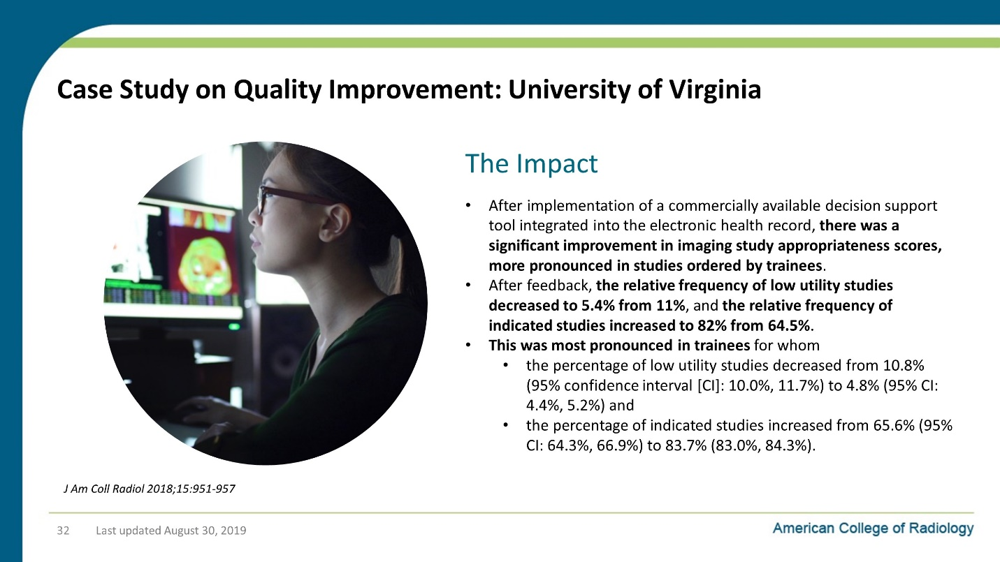 Case Study on Quality Improvement: University of Virginia
The Impact
• After implementation of a commercially available decision support
tool integrated into the electronic health record, there was a
significant improvement in imaging study appropriateness scores,
more pronounced in studies ordered by trainees.
• After feedback, the relative frequency of low utility studies
decreased to 5.4% from 11%, and the relative frequency of
indicated studies increased to 82% from 64.5%.
• This was most pronounced in trainees for whom
• the percentage of low utility studies decreased from 10.8%
(95% confidence interval [CI]: 10.0%, 11.7%) to 4.8% (95% CI:
4.4%, 5.2%) and
• the percentage of indicated studies increased from 65.6% (95%
CI: 64.3%, 66.9%) to 83.7% (83.0%, 84.3%).
J Am Coll Radiol 2018;15:951-957
32 Last updated August 30, 2019
American College of Radiology